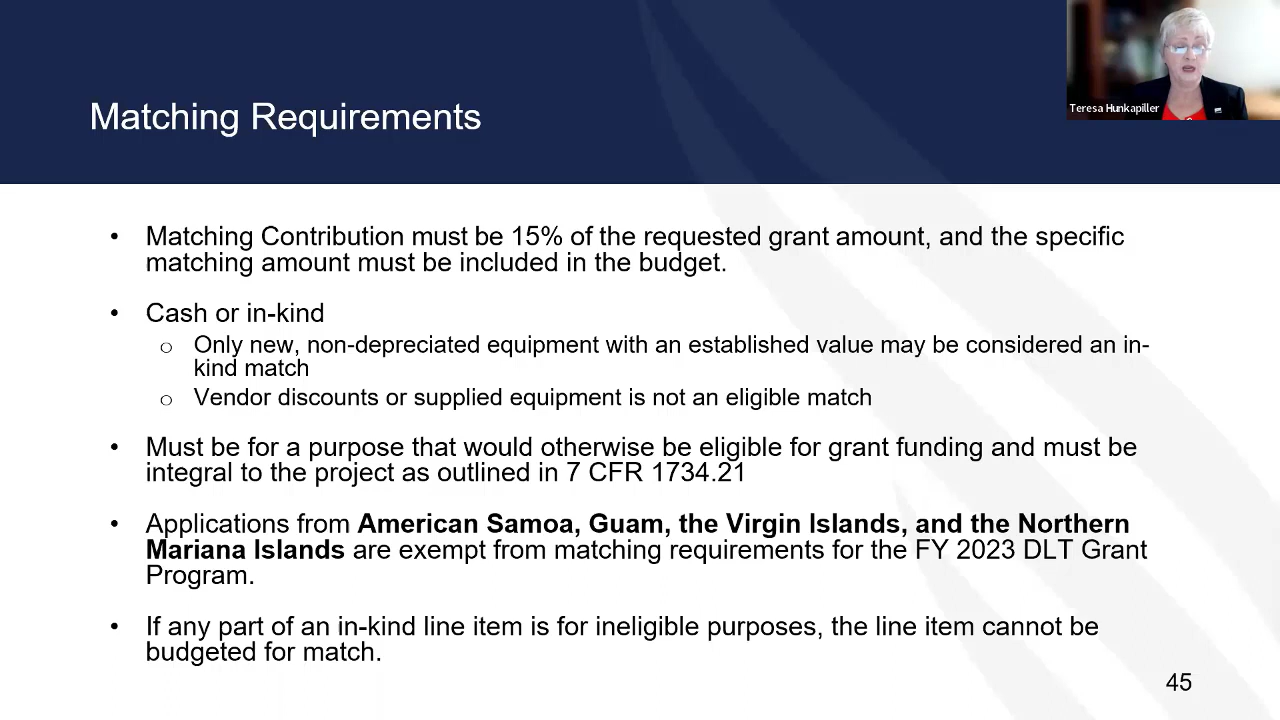 Teresa Hunkapiller
Matching Requirements
• Matching Contribution must be 15% of the requested grant amount, and the specific
matching amount must be included in the budget.
• Cash or in-kind
o Only new, non-depreciated equipment with an established value may be considered an in-
kind match
o Vendor discounts or supplied equipment is not an eligible match
• Must be for a purpose that would otherwise be eligible for grant funding and must be
integral to the project as outlined in 7 CFR 1734.21
• Applications from American Samoa, Guam, the Virgin Islands, and the Northern
Mariana Islands are exempt from matching requirements for the FY 2023 DLT Grant
Program.
• If any part of an in-kind line item is for ineligible purposes, the line item cannot be
budgeted for match.
45